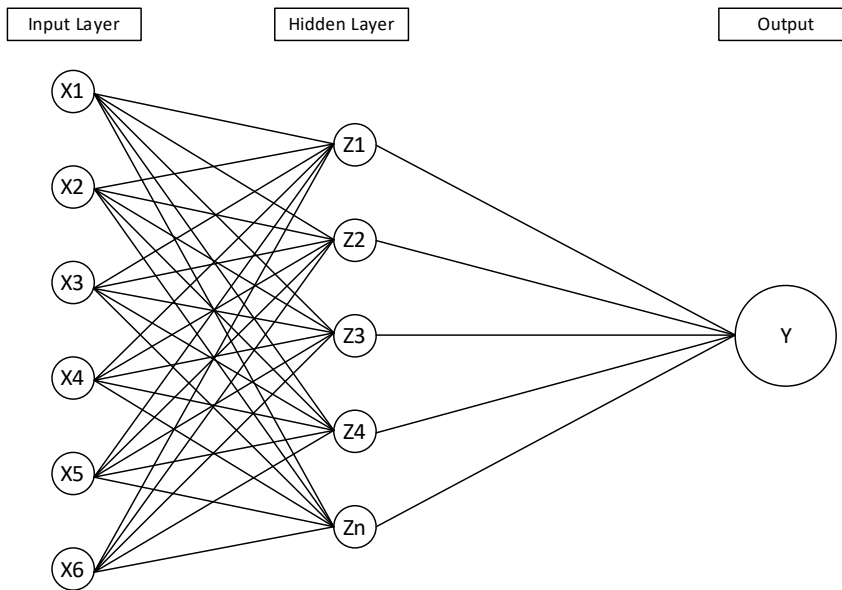 Input Layer
Hidden Layer
Output
X1
X2
X3
X4
X5
X6
Z1
Z2
Z3
Z4
Zn
Y